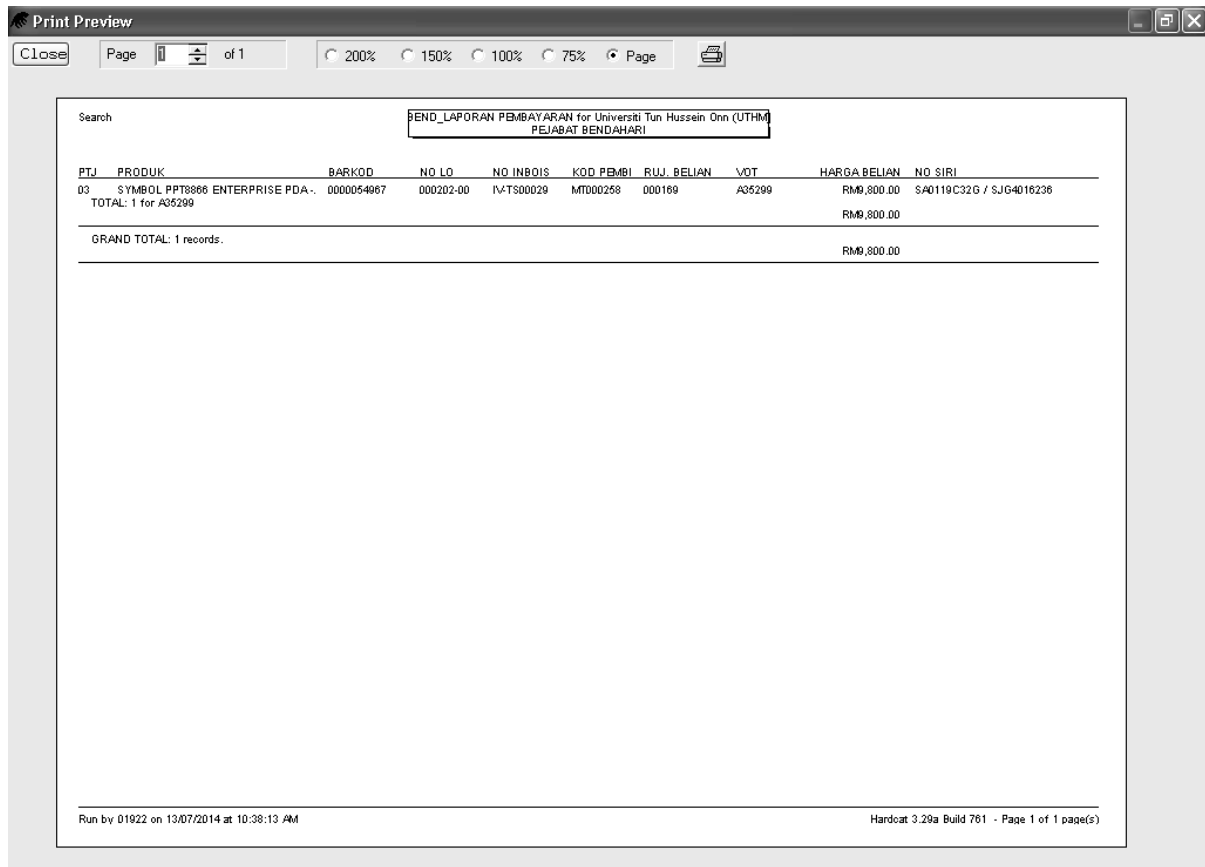 Print Preview
Close Page 1 of 1 200% 150% 100% 75% Page
Search
BEND_LAPORAN PEMBAYARAN for Universiti Tun Hussein Onn (UTHM)
PEJABAT BENDAHARI
PTJ PRODUK BARKOD NO LO NO INBOIS KOD PEMBI RUJ. BELIAN VOT HARGA BELIAN NO SIRI
03 SYMBOL PPT8866 ENTERPRISE PDA-. 0000054967 000202-00 IV-TS00029 MT000258 000169 A35299 RM9,800.00 SA0119C32G / SJG4016236
TOTAL: 1 for A35299
RM9,800.00
GRAND TOTAL: 1 records.
RM9,800.00
Run by 01922 on 13/07/2014 at 10:38:13 AM Hardcat 3.29a Build 761 - Page 1 of 1 page(s)